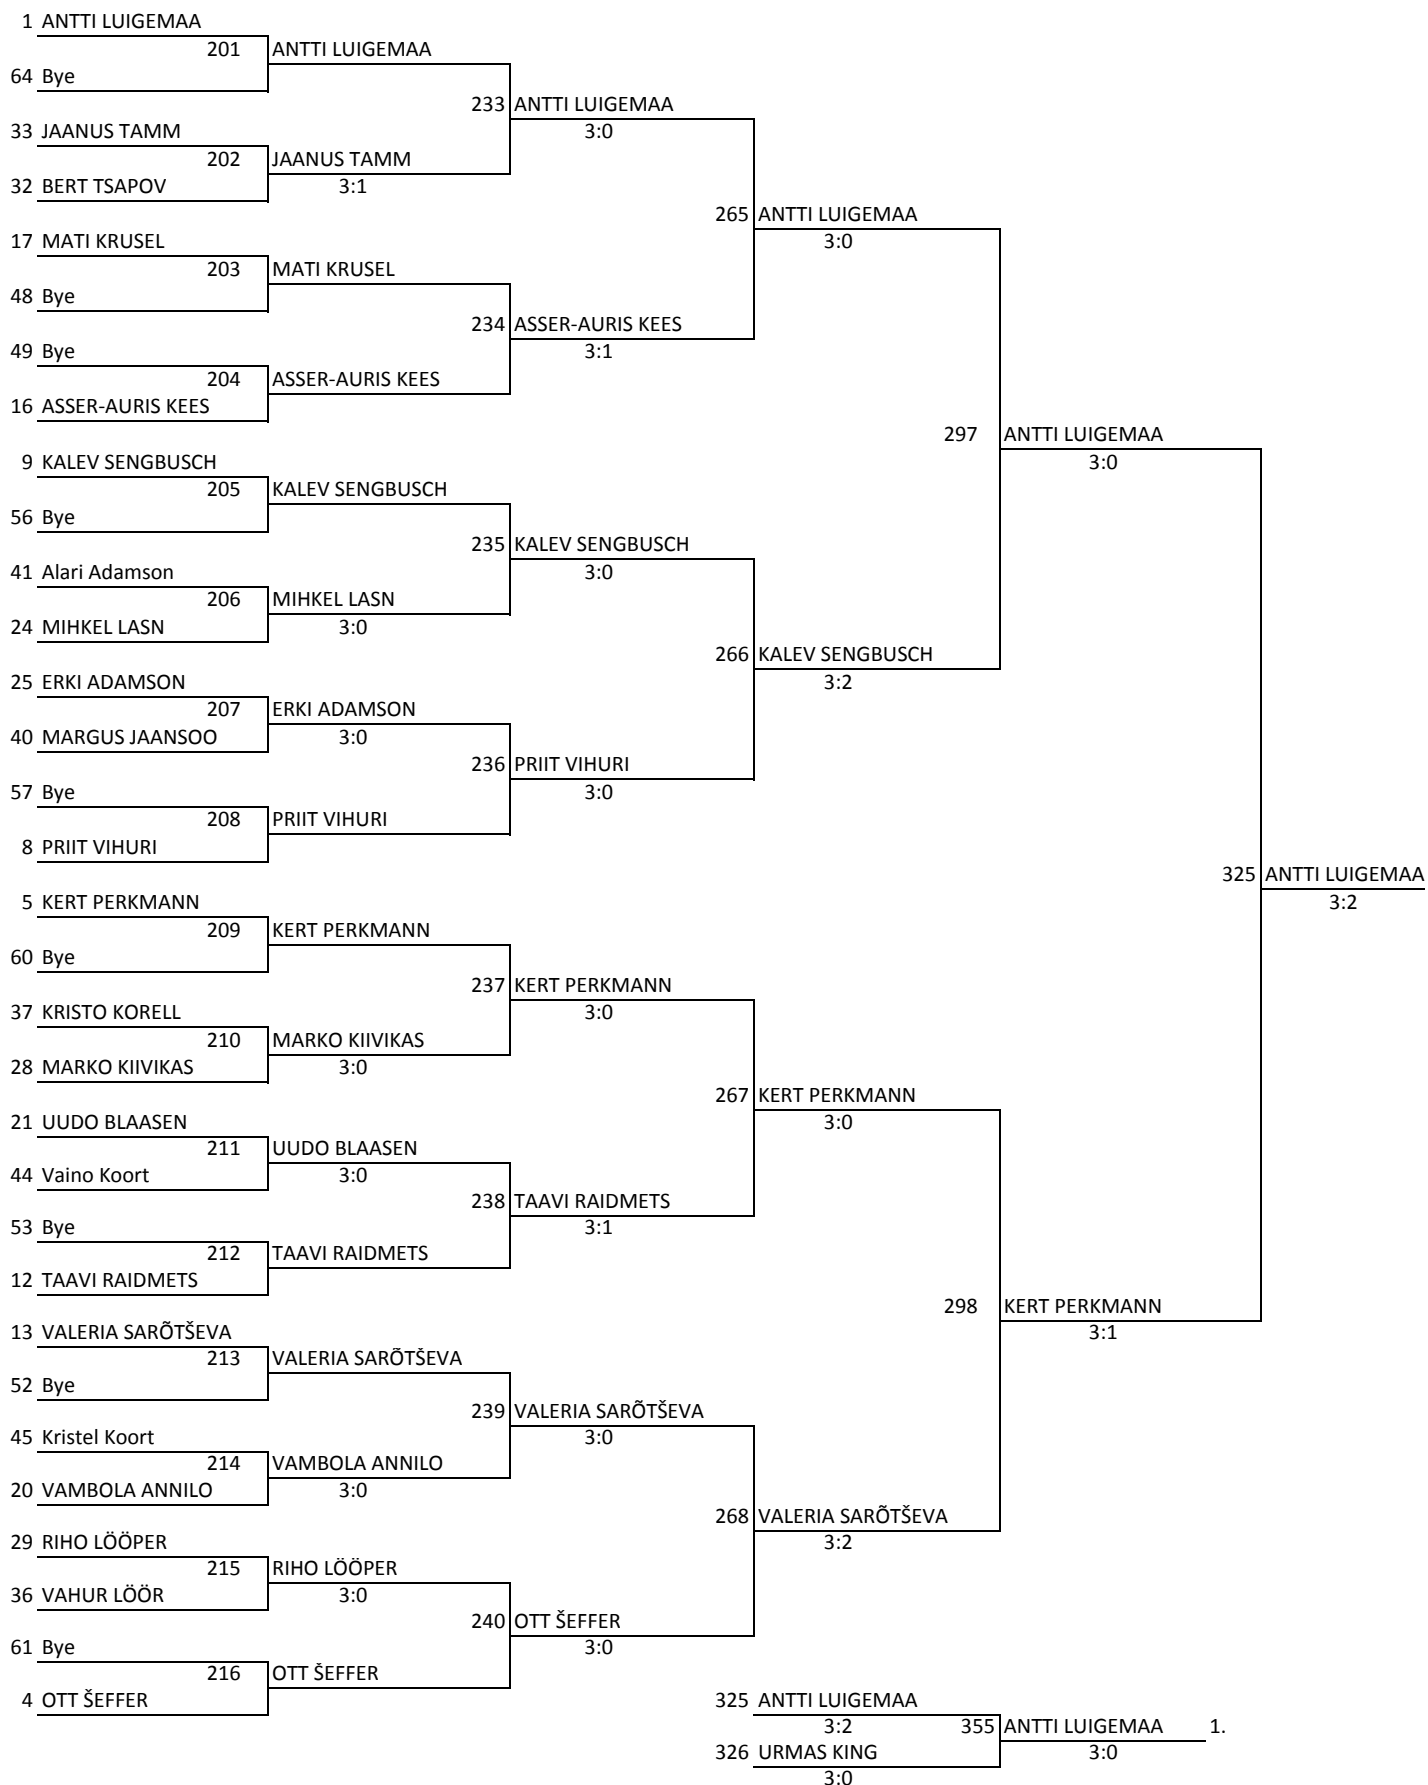 1 ANTTI LUIGEMAA
201 ANTTI LUIGEMAA
64 Bye
233 ANTTI LUIGEMAA
33 JAANUS TAMM 3:0
202 JAANUS TAMM
32 BERT TSAPOV 3:1
265 ANTTI LUIGEMAA
17 MATI KRUSEL 3:0
203 MATI KRUSEL
48 Bye
234 ASSER-AURIS KEES
49 Bye 3:1
204 ASSER-AURIS KEES
16 ASSER-AURIS KEES
297 ANTTI LUIGEMAA
9 KALEV SENGBUSCH 3:0
205 KALEV SENGBUSCH
56 Bye
235 KALEV SENGBUSCH
41 Alari Adamson 3:0
206 MIHKEL LASN
24 MIHKEL LASN 3:0
266 KALEV SENGBUSCH
25 ERKI ADAMSON 3:2
207 ERKI ADAMSON
40 MARGUS JAANSOO 3:0
236 PRIIT VIHURI
57 Bye 3:0
208 PRIIT VIHURI
8 PRIIT VIHURI
325 ANTTI LUIGEMAA
5 KERT PERKMANN 3:2
209 KERT PERKMANN
60 Bye
237 KERT PERKMANN
37 KRISTO KORELL 3:0
210 MARKO KIIVIKAS
28 MARKO KIIVIKAS 3:0
267 KERT PERKMANN
21 UUDO BLAASEN 3:0
211 UUDO BLAASEN
44 Vaino Koort 3:0
238 TAAVI RAIDMETS
53 Bye 3:1
212 TAAVI RAIDMETS
12 TAAVI RAIDMETS
298 KERT PERKMANN
13 VALERIA SARÕTŠEVA 3:1
213 VALERIA SARÕTŠEVA
52 Bye
239 VALERIA SARÕTŠEVA
45 Kristel Koort 3:0
214 VAMBOLA ANNILO
20 VAMBOLA ANNILO 3:0
268 VALERIA SARÕTŠEVA
29 RIHO LÖÖPER 3:2
215 RIHO LÖÖPER
36 VAHUR LÖÖR 3:0
240 OTT ŠEFFER
61 Bye 3:0
216 OTT ŠEFFER
4 OTT ŠEFFER 325 ANTTI LUIGEMAA
3:2 355 ANTTI LUIGEMAA 1.
326 URMAS KING 3:0
3:0